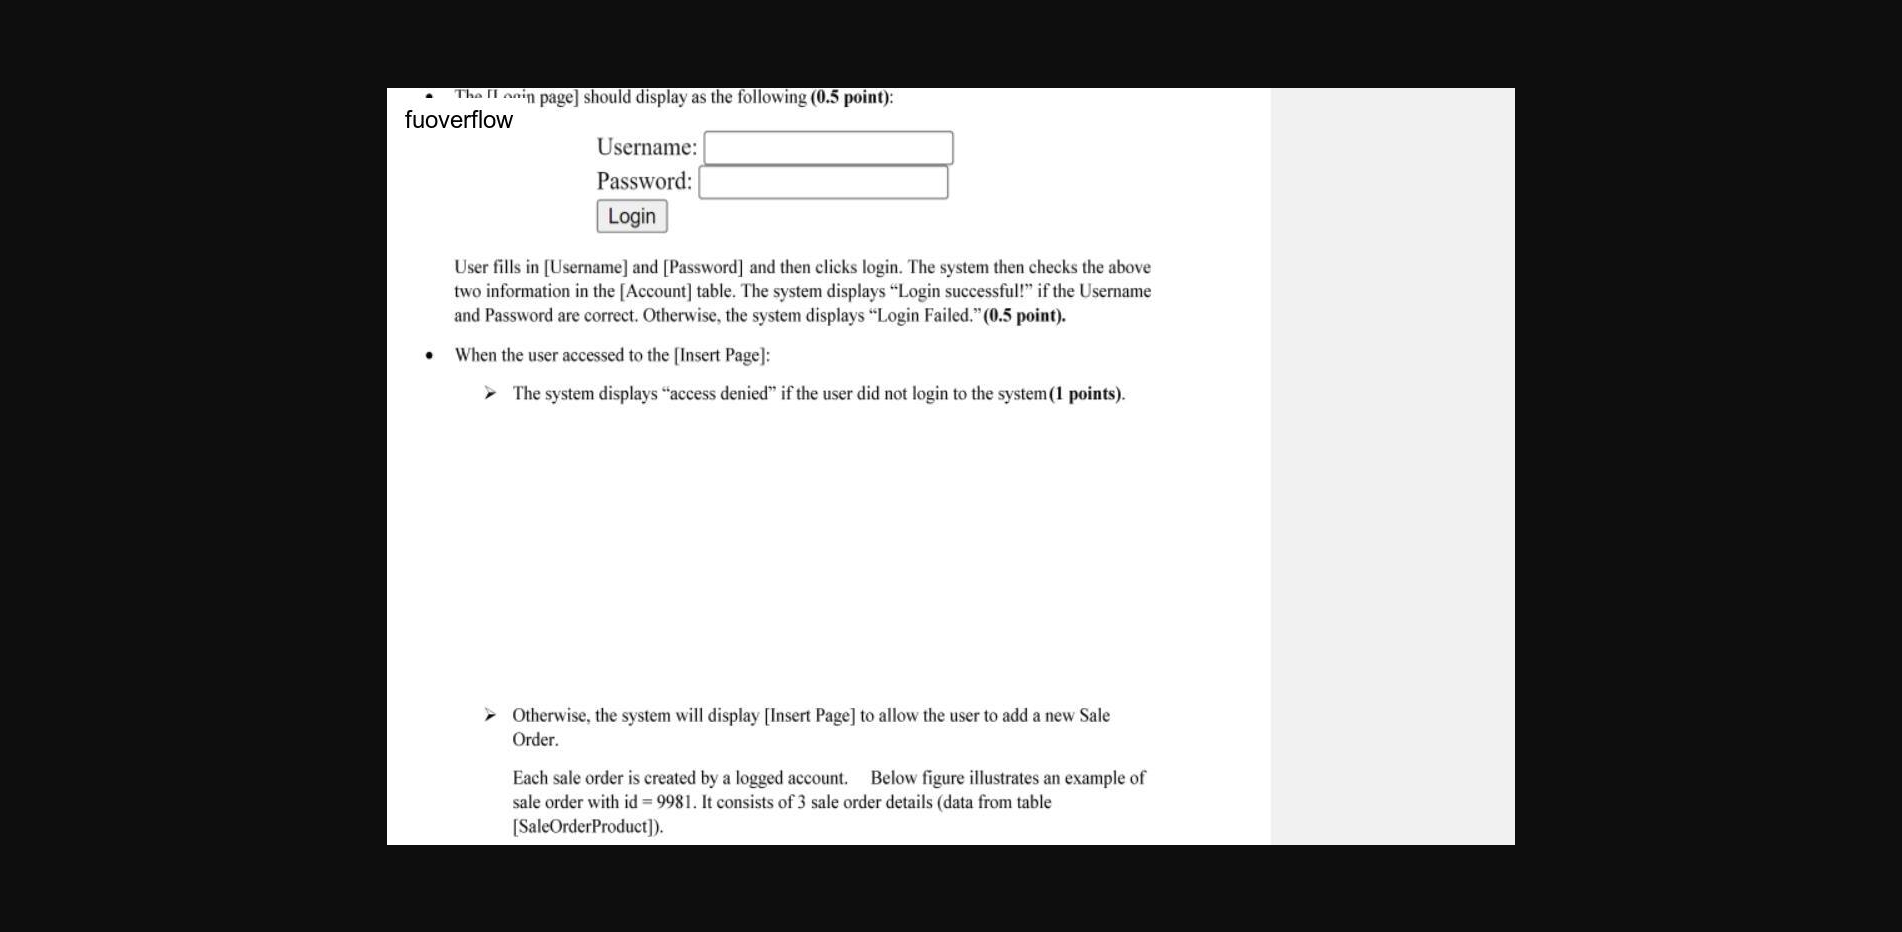 • The [Login page] should display as the following (0.5 point):
fuoverflow
Username:
Password:
Login
User fills in [Username] and [Password] and then clicks login. The system then checks the above
two information in the [Account] table. The system displays “Login successful!” if the Username
and Password are correct. Otherwise, the system displays “Login Failed.” (0.5 point).
• When the user accessed to the [Insert Page]:
➢ The system displays “access denied” if the user did not login to the system (1 points).
➢ Otherwise, the system will display [Insert Page] to allow the user to add a new Sale
Order.
Each sale order is created by a logged account. Below figure illustrates an example of
sale order with id = 9981. It consists of 3 sale order details (data from table
[SaleOrderProduct]).